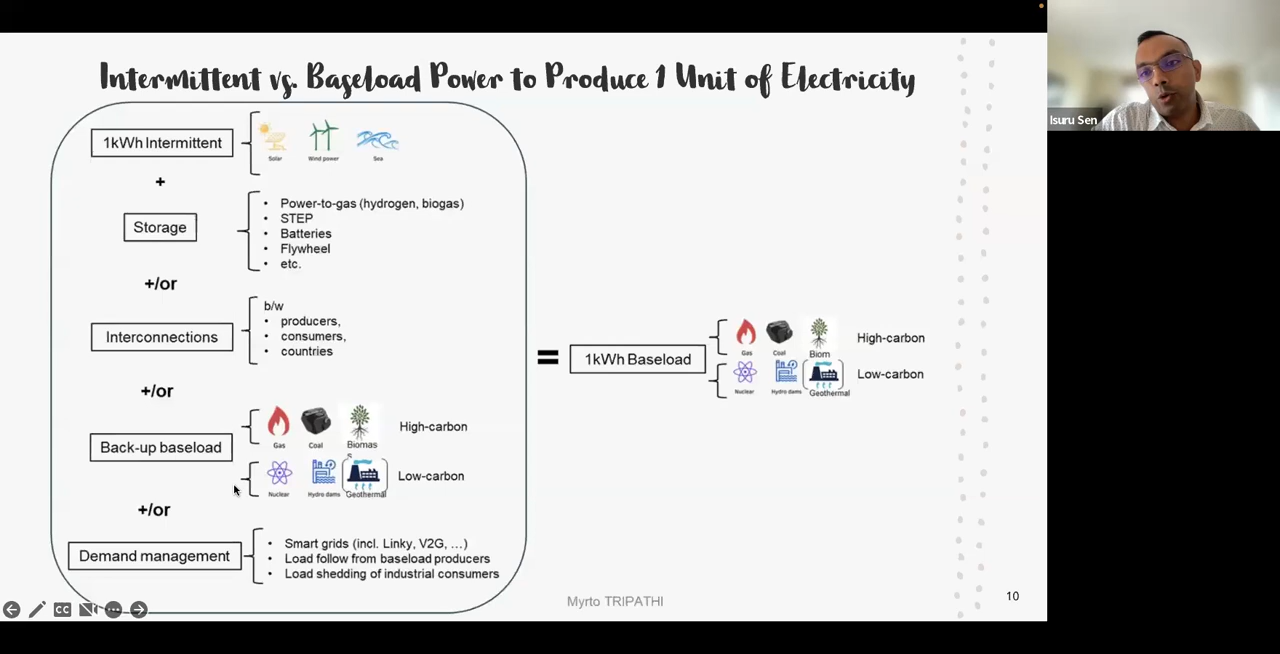 Intermittent vs. Baseload Power to Produce 1 Unit of Electricity
1kWh Intermittent
Solar
Wind power
Sea
+
Storage
• Power-to-gas (hydrogen, biogas)
• STEP
• Batteries
• Flywheel
• etc.
+/or
Interconnections
b/w
• producers,
• consumers,
• countries
+/or
Back-up baseload
Gas
Coal
Biomas
s
High-carbon
Nuclear
Hydro dams
Geothermal
Low-carbon
+/or
Demand management
• Smart grids (incl. Linky, V2G, …)
• Load follow from baseload producers
• Load shedding of industrial consumers
=
1kWh Baseload
Gas
Coal
Biom
High-carbon
Nuclear
Hydro dams
Geothermal
Low-carbon
Myrto TRIPATHI
10
CC
Isuru Sen